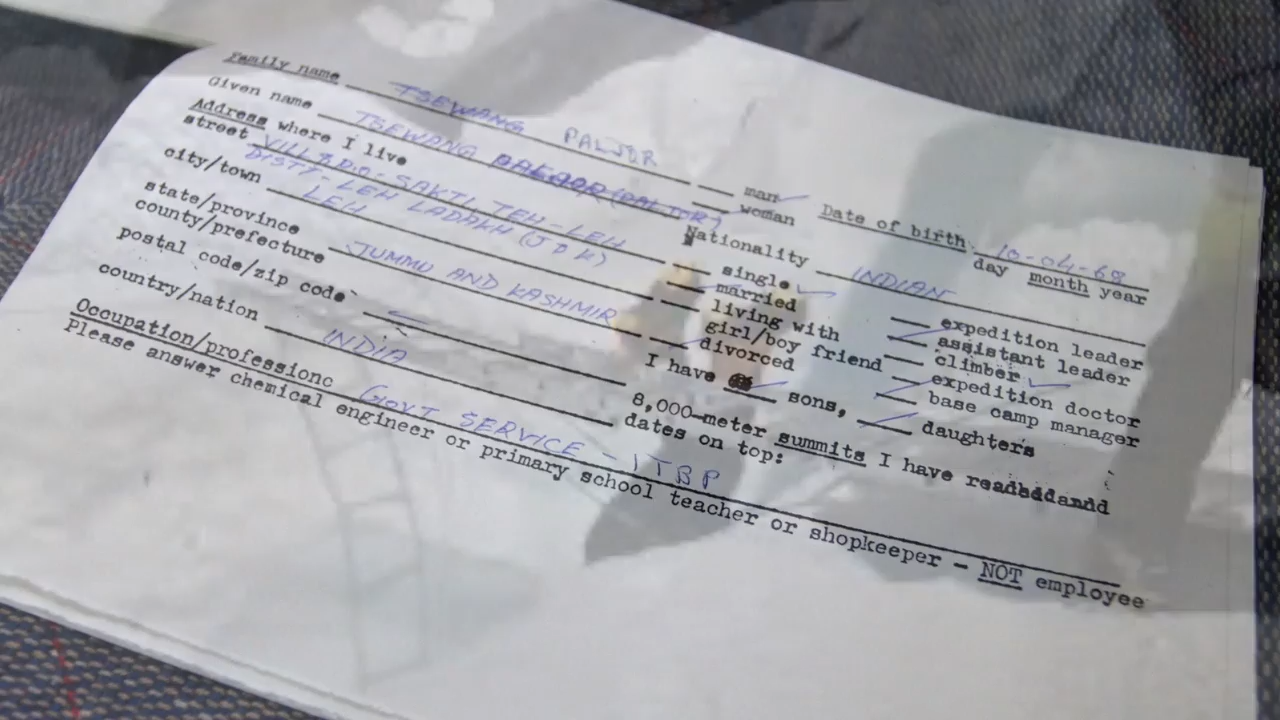 Family name TSEWANG PALJOR
man
Given name TSEWANG (PALJOR)
woman
Date of birth 10-04-68
day month year
Address where I live
street VILL & P.O- SAKTI TEH-LEH
DISTT-LEH LADAKH (J&K)
Nationality INDIAN
city/town LEH
single
married
living with
girl/boy friend
divorced
expedition leader
assistant leader
climber
expedition doctor
base camp manager
state/province
county/prefecture JUMMU AND KASHMIR
postal code/zip code
I have sons, daughters
country/nation INDIA
8,000-meter summits I have
dates on top:
Occupation/professionc GOVT SERVICE - ITBP
Please answer chemical engineer or primary school teacher or shopkeeper - NOT employee